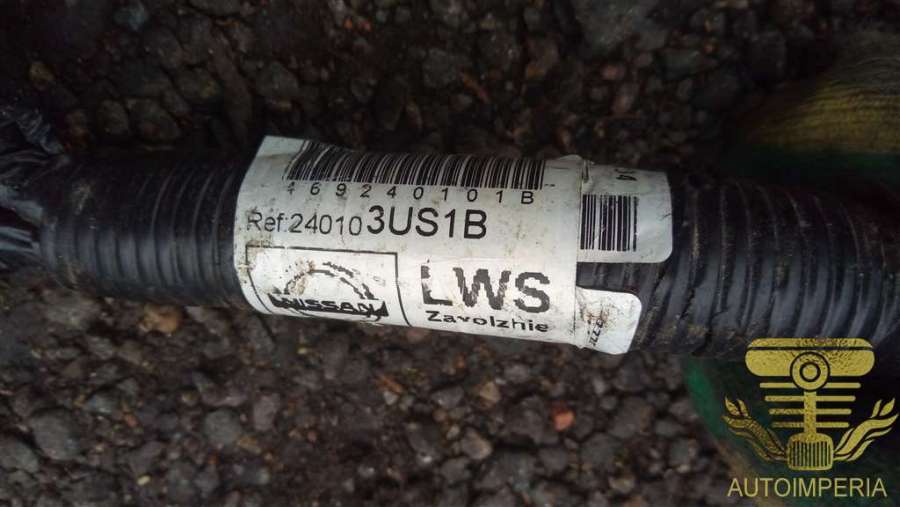 469240101B
Ref:24010 3US1B
NISSAN
LWS
Zavolzhie
AUTOIMPERIA